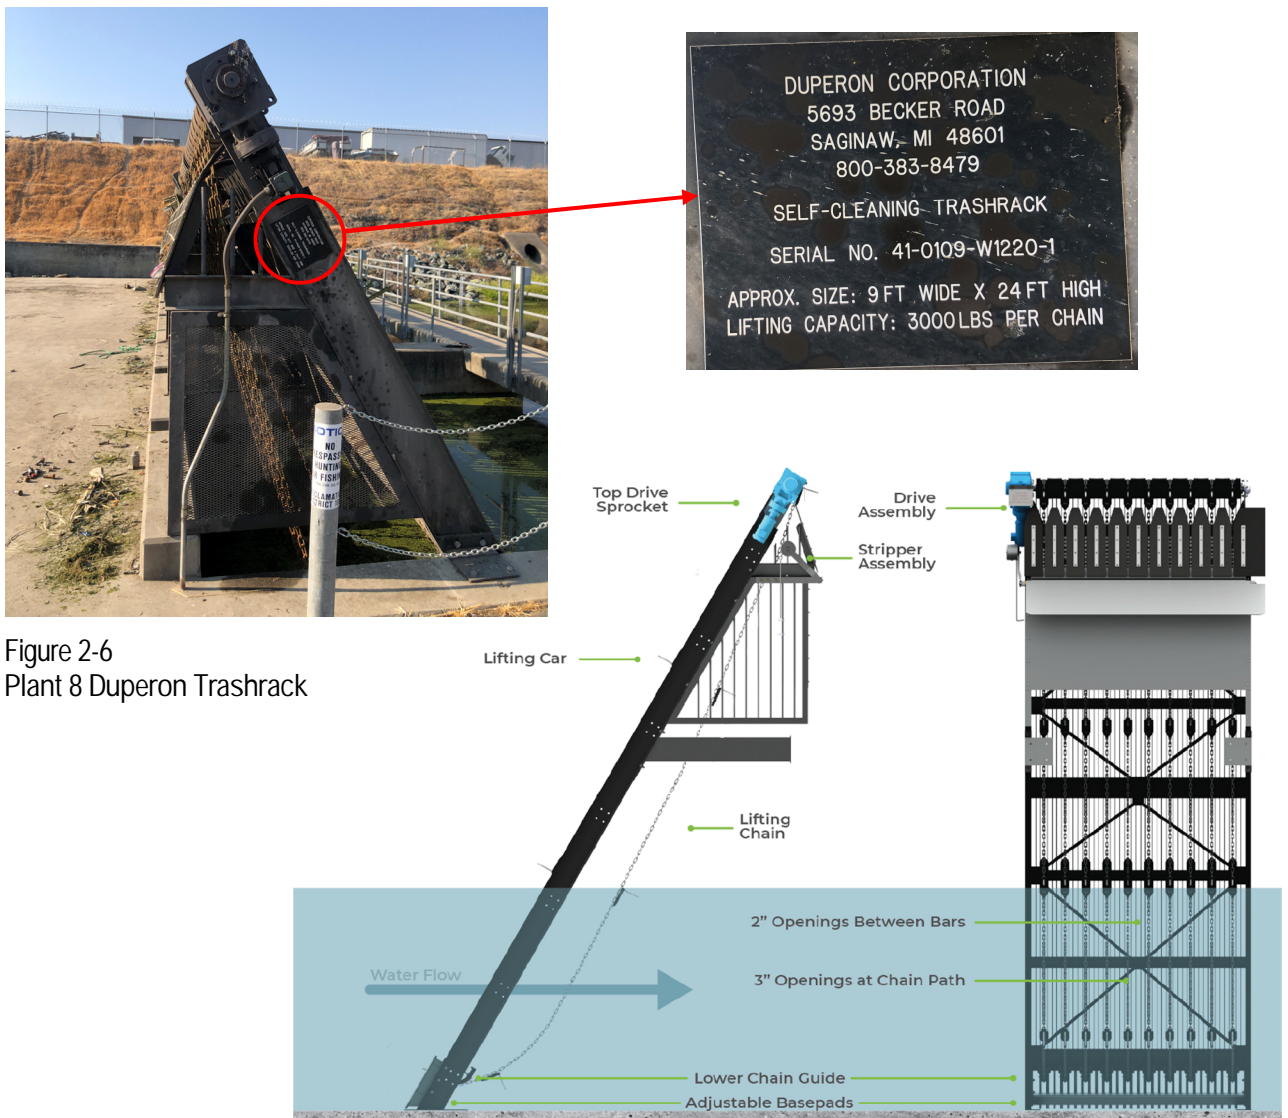 DUPERON CORPORATION
5693 BECKER ROAD
SAGINAW, MI 48601
800-383-8479
SELF-CLEANING TRASHRACK
SERIAL NO. 41-0109-W1220-1
APPROX. SIZE: 9 FT WIDE X 24 FT HIGH
LIFTING CAPACITY: 3000 LBS PER CHAIN
NO
Figure 2-6
Plant 8 Duperon Trashrack
Top Drive
Sprocket
Drive
Assembly
Stripper
Assembly
Lifting Car
Lifting
Chain
2” Openings Between Bars
Water Flow
3” Openings at Chain Path
Lower Chain Guide
Adjustable Basepads